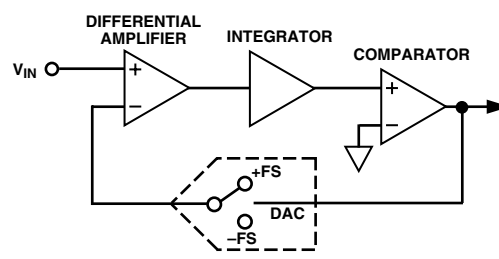 DIFFERENTIAL
AMPLIFIER
INTEGRATOR
COMPARATOR
VIN
+
−
+
−
+FS
DAC
−FS